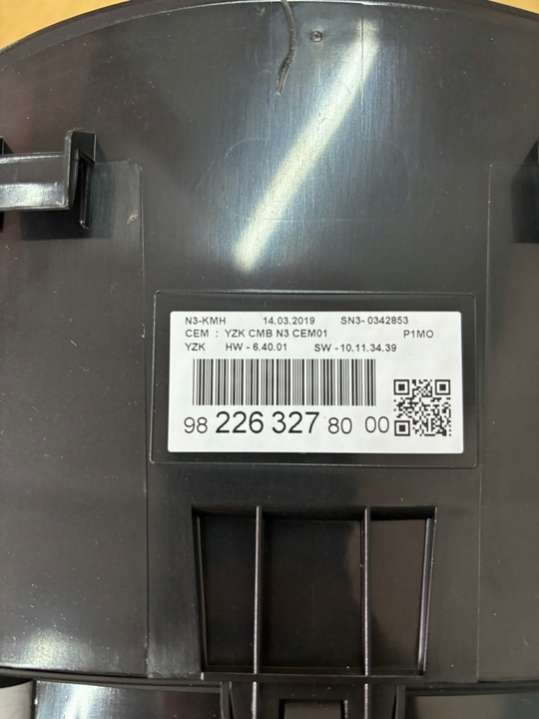 N3-KMH 14.03.2019 SN3- 0342853
CEM : YZK CMB N3 CEM01 P1MO
YZK HW - 6.40.01 SW - 10.11.34.39
98 226 327 80 00